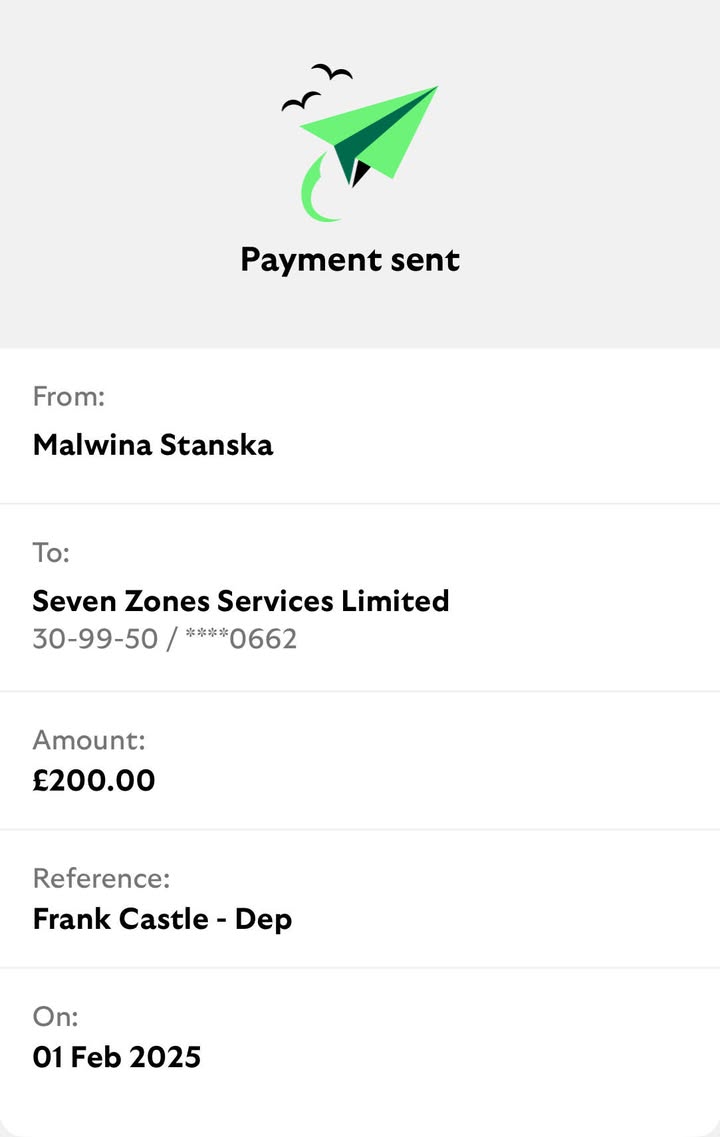 Payment sent
From:
Malwina Stanska
To:
Seven Zones Services Limited
30-99-50 / ****0662
Amount:
£200.00
Reference:
Frank Castle - Dep
On:
01 Feb 2025